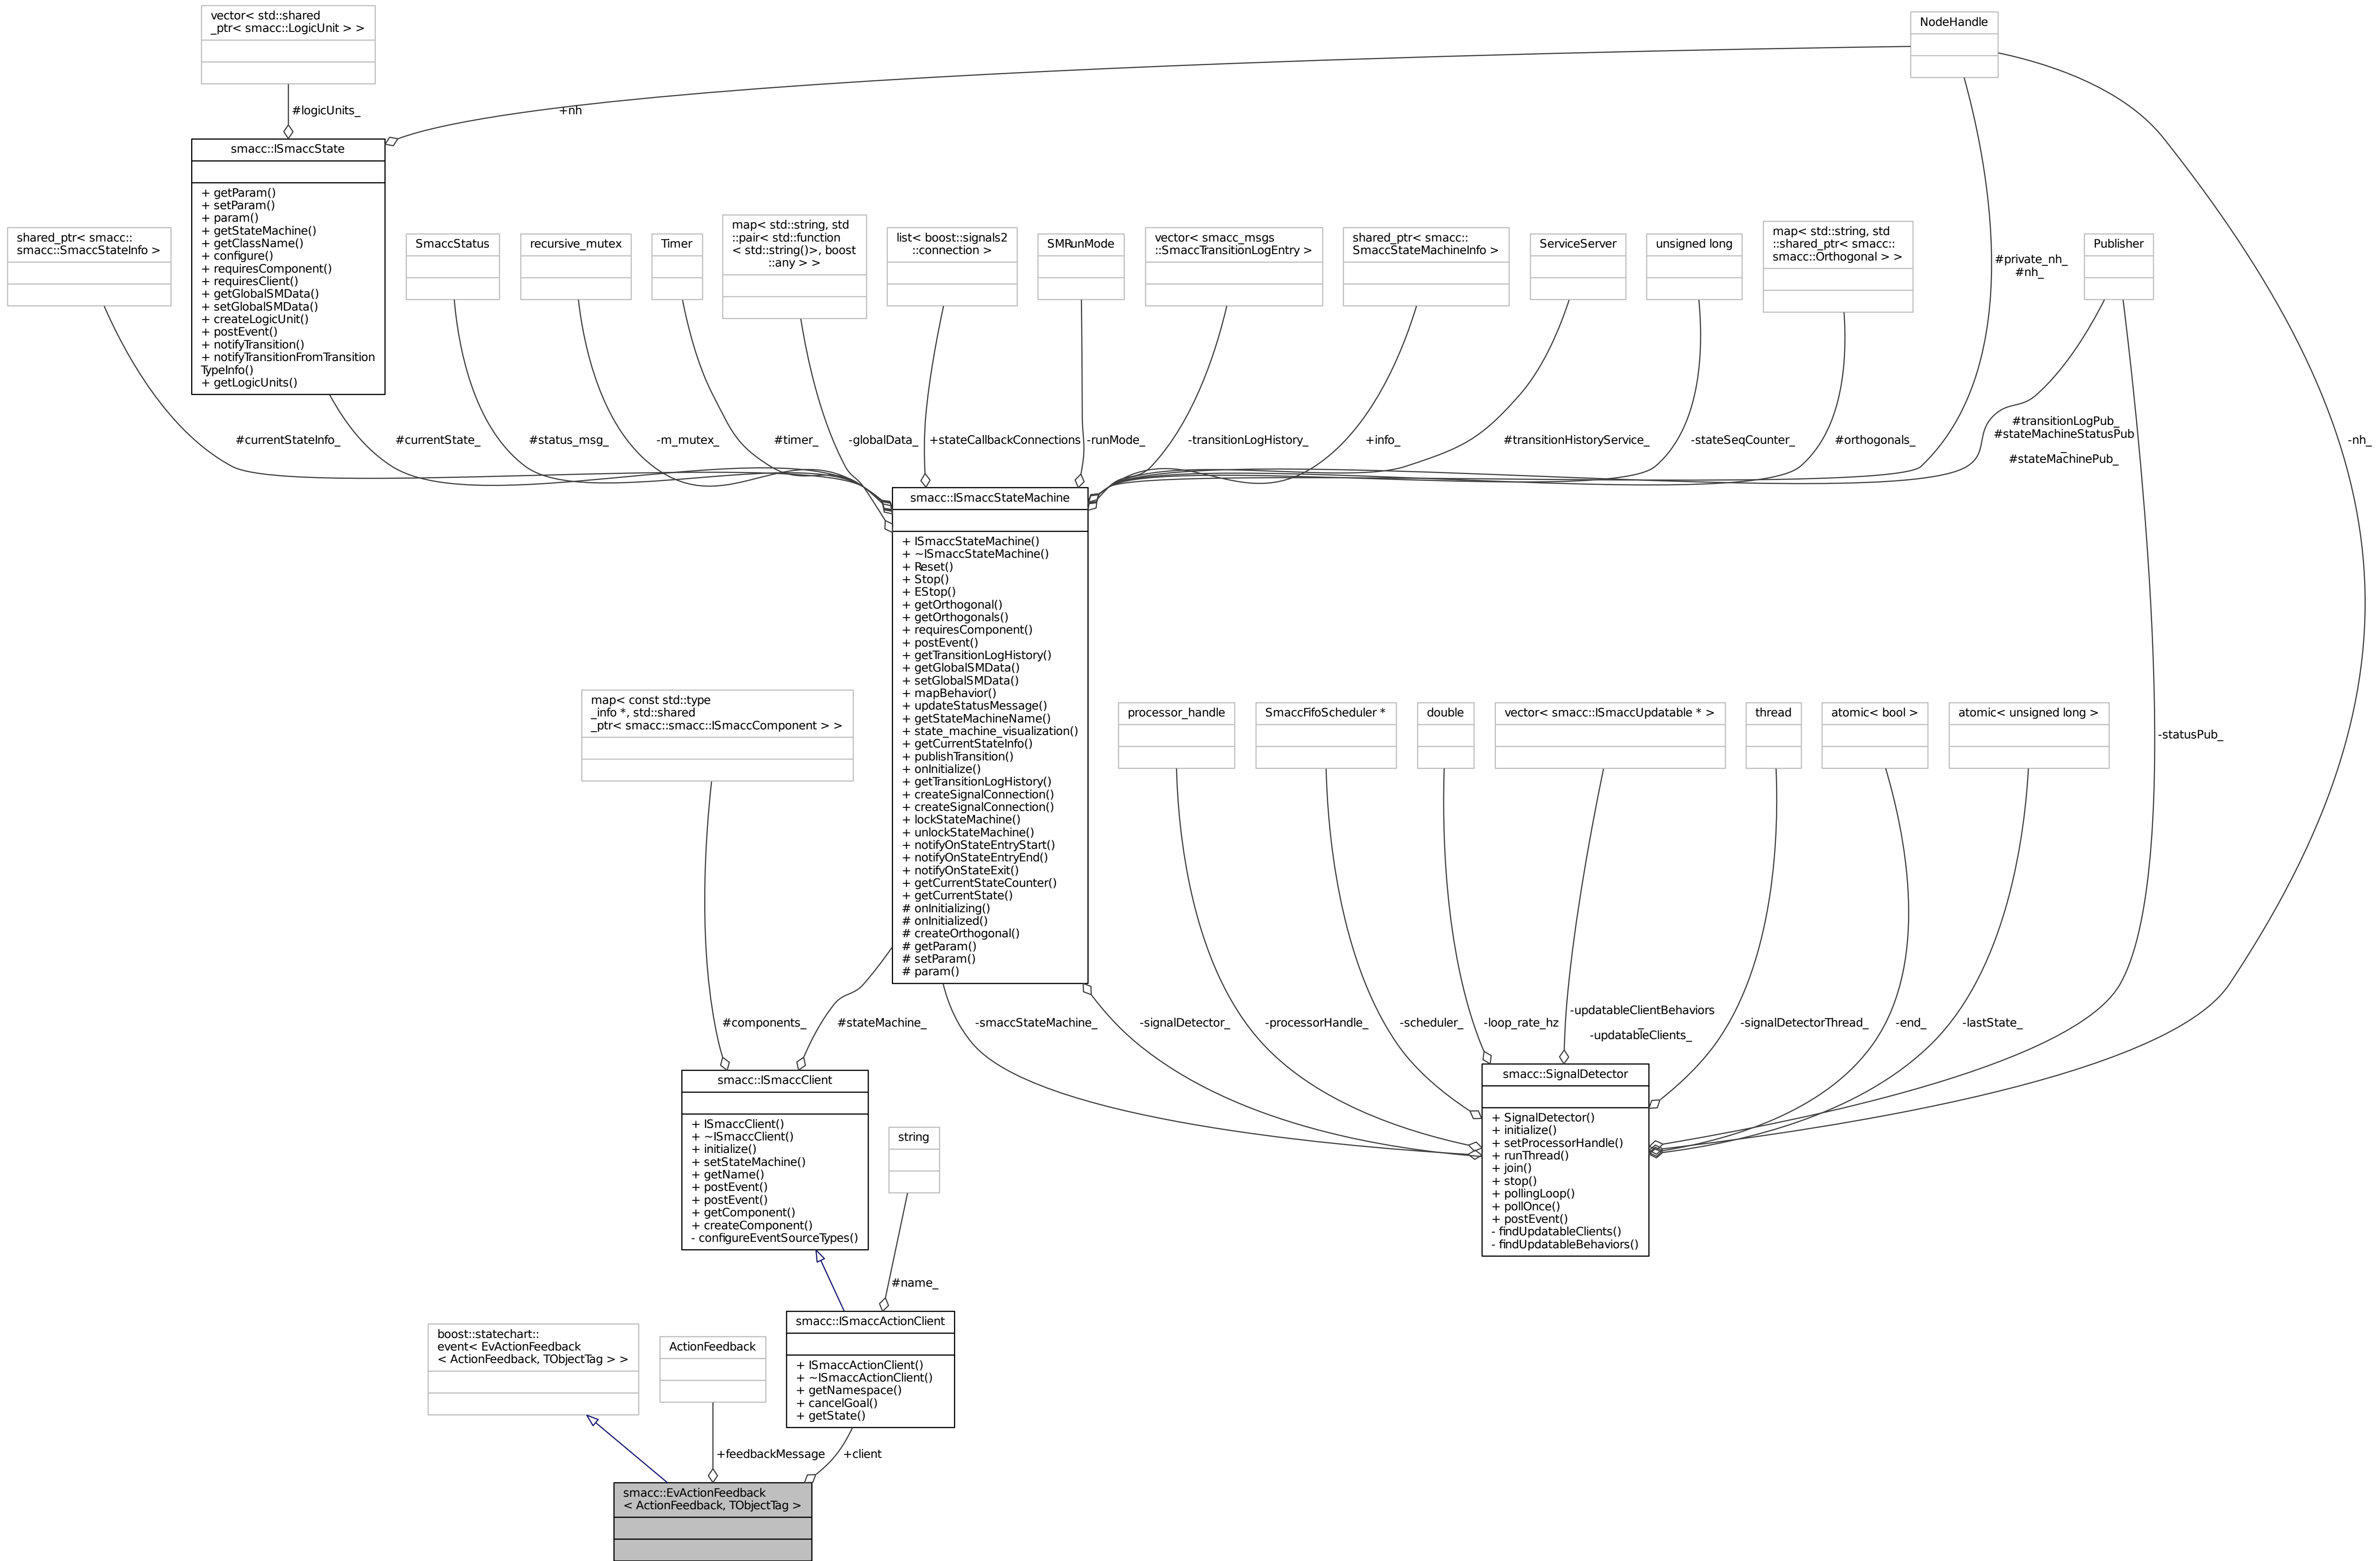 vector< std::shared
_ptr< smacc::LogicUnit > >
NodeHandle
+nh
#logicUnits_
smacc::ISmaccState
+ getParam()
+ setParam()
+ param()
+ getStateMachine()
+ getClassName()
+ configure()
+ requiresComponent()
+ requiresClient()
+ getGlobalSMData()
+ setGlobalSMData()
+ createLogicUnit()
+ postEvent()
+ notifyTransition()
+ notifyTransitionFromTransition
TypeInfo()
+ getLogicUnits()
shared_ptr< smacc::
smacc::SmaccStateInfo >
SmaccStatus
recursive_mutex
Timer
map< std::string, std
::pair< std::function
< std::string()>, boost
::any > >
list< boost::signals2
::connection >
SMRunMode
vector< smacc_msgs
::SmaccTransitionLogEntry >
shared_ptr< smacc::
SmaccStateMachineInfo >
ServiceServer
unsigned long
map< std::string, std
::shared_ptr< smacc::
smacc::Orthogonal > >
#private_nh_
#nh_
Publisher
#currentStateInfo_
#currentState_
#status_msg_
-m_mutex_
#timer_
-globalData_
+stateCallbackConnections
-runMode_
-transitionLogHistory_
+info_
#transitionHistoryService_
-stateSeqCounter_
#orthogonals_
#transitionLogPub_
#stateMachineStatusPub
_
#stateMachinePub_
-nh_
smacc::ISmaccStateMachine
+ ISmaccStateMachine()
+ ~ISmaccStateMachine()
+ Reset()
+ Stop()
+ EStop()
+ getOrthogonal()
+ getOrthogonals()
+ requiresComponent()
+ postEvent()
+ getTransitionLogHistory()
+ getGlobalSMData()
+ setGlobalSMData()
+ mapBehavior()
+ updateStatusMessage()
+ getStateMachineName()
+ state_machine_visualization()
+ getCurrentStateInfo()
+ publishTransition()
+ onInitialize()
+ getTransitionLogHistory()
+ createSignalConnection()
+ createSignalConnection()
+ lockStateMachine()
+ unlockStateMachine()
+ notifyOnStateEntryStart()
+ notifyOnStateEntryEnd()
+ notifyOnStateExit()
+ getCurrentStateCounter()
+ getCurrentState()
# onInitializing()
# onInitialized()
# createOrthogonal()
# getParam()
# setParam()
# param()
map< const std::type
_info *, std::shared
_ptr< smacc::smacc::ISmaccComponent > >
processor_handle
SmaccFifoScheduler *
double
vector< smacc::ISmaccUpdatable * >
thread
atomic< bool >
atomic< unsigned long >
-statusPub_
#components_
#stateMachine_
-smaccStateMachine_
-signalDetector_
-processorHandle_
-scheduler_
-loop_rate_hz
-updatableClientBehaviors
_
-updatableClients_
-signalDetectorThread_
-end_
-lastState_
smacc::ISmaccClient
+ ISmaccClient()
+ ~ISmaccClient()
+ initialize()
+ setStateMachine()
+ getName()
+ postEvent()
+ postEvent()
+ getComponent()
+ createComponent()
- configureEventSourceTypes()
string
smacc::SignalDetector
+ SignalDetector()
+ initialize()
+ setProcessorHandle()
+ runThread()
+ join()
+ stop()
+ pollingLoop()
+ pollOnce()
+ postEvent()
- findUpdatableClients()
- findUpdatableBehaviors()
#name_
boost::statechart::
event< EvActionFeedback
< ActionFeedback, TObjectTag > >
ActionFeedback
smacc::ISmaccActionClient
+ ISmaccActionClient()
+ ~ISmaccActionClient()
+ getNamespace()
+ cancelGoal()
+ getState()
+feedbackMessage
+client
smacc::EvActionFeedback
< ActionFeedback, TObjectTag >